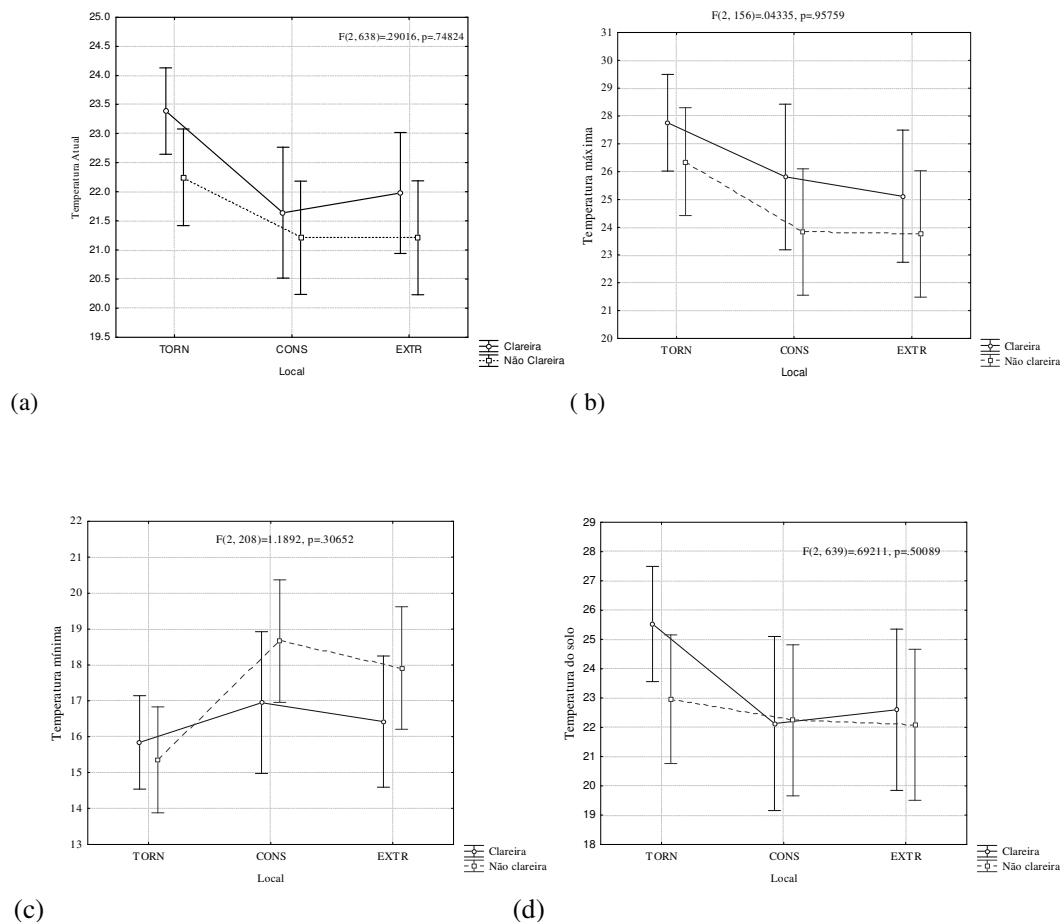 F(2, 638)=.29016, p=.74824
Temperatura Atual
25.0
24.5
24.0
23.5
23.0
22.5
22.0
21.5
21.0
20.5
20.0
19.5
TORN CONS EXTR
Local
Clareira
Não Clareira
(a)
F(2, 156)=.04335, p=.95759
Temperatura máxima
31
30
29
28
27
26
25
24
23
22
21
20
TORN CONS EXTR
Local
Clareira
Não clareira
( b)
F(2, 208)=1.1892, p=.30652
Temperatura mínima
22
21
20
19
18
17
16
15
14
13
TORN CONS EXTR
Local
Clareira
Não clareira
(c)
F(2, 639)=.69211, p=.50089
Temperatura do solo
29
28
27
26
25
24
23
22
21
20
19
18
TORN CONS EXTR
Local
Clareira
Não clareira
(d)